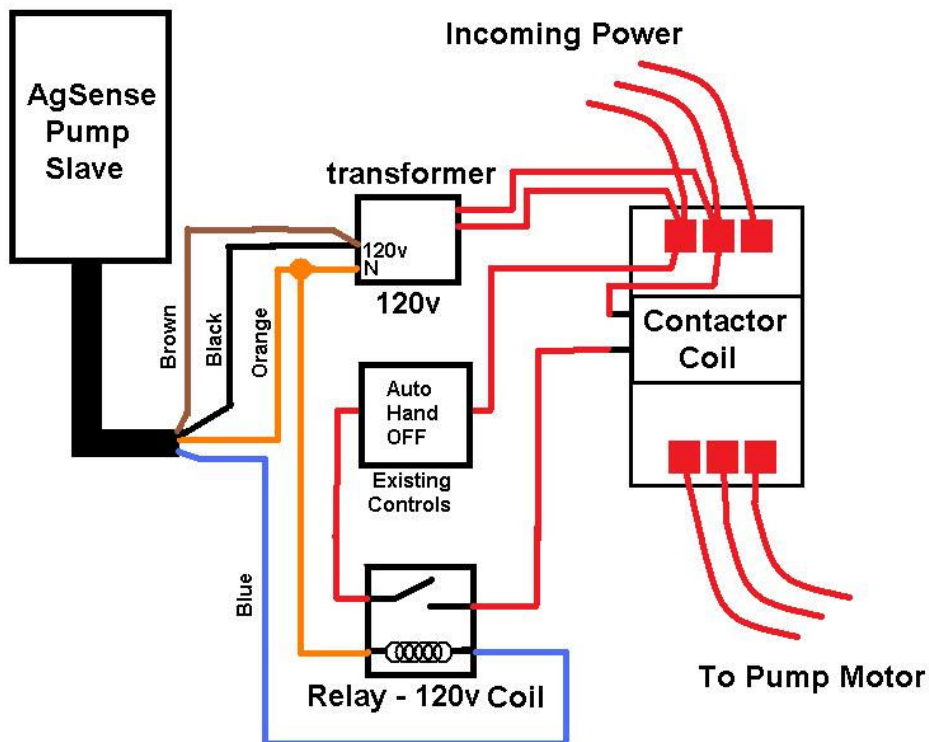 Incoming Power
AgSense
Pump
Slave
transformer
120v
N
120v
Brown
Black
Orange
Contactor
Coil
Auto
Hand
OFF
Existing
Controls
Blue
Relay - 120v Coil
To Pump Motor